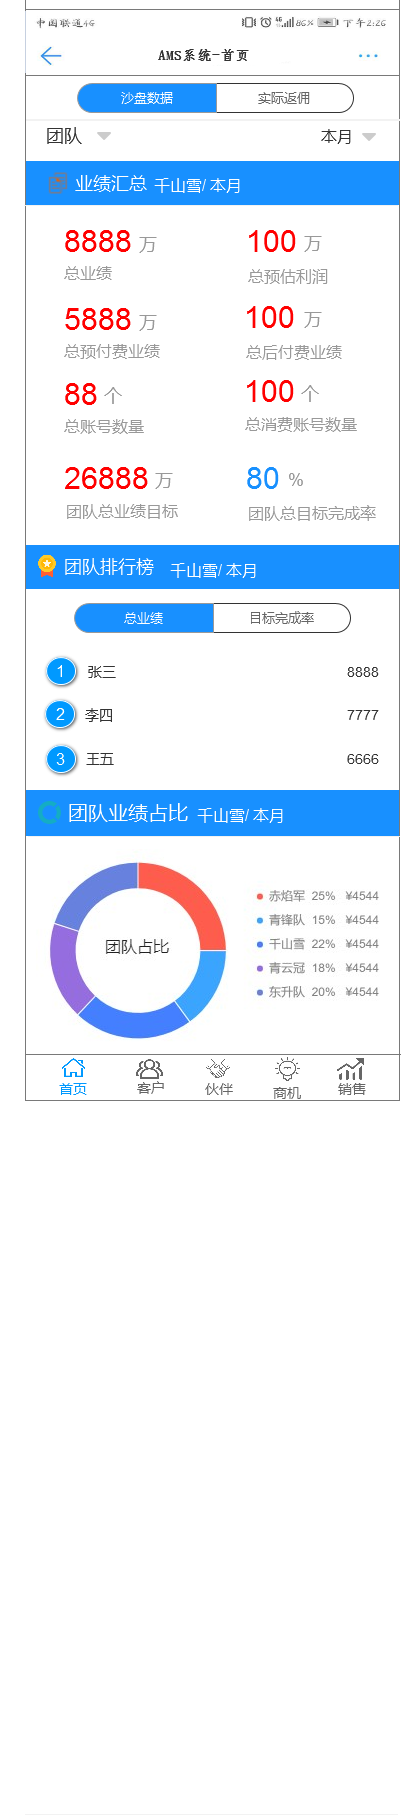 中国联通4G 4G 86% 下午2:26
AMS系统-首页
沙盘数据 实际返佣
团队 本月
业绩汇总 千山雪/ 本月
8888 万 100 万
总业绩 总预估利润
5888 万 100 万
总预付费业绩 总后付费业绩
88 个 100 个
总账号数量 总消费账号数量
26888 万 80 %
团队总业绩目标 团队总目标完成率
团队排行榜 千山雪/ 本月
总业绩 目标完成率
1 张三 8888
2 李四 7777
3 王五 6666
团队业绩占比 千山雪/ 本月
团队占比
赤焰军 25% ¥4544
青锋队 15% ¥4544
千山雪 22% ¥4544
青云冠 18% ¥4544
东升队 20% ¥4544
首页 客户 伙伴 商机 销售